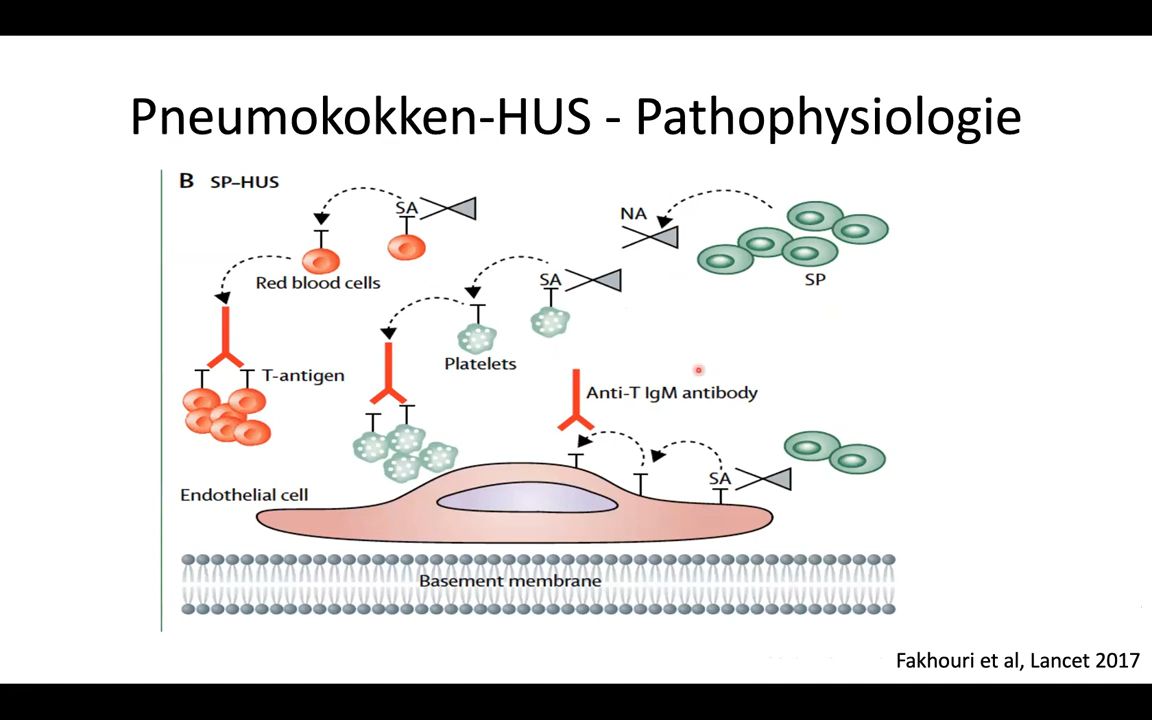 Pneumokokken-HUS - Pathophysiologie
B SP–HUS
SA
NA
Red blood cells
SA
SP
T-antigen
Platelets
Anti-T IgM antibody
SA
Endothelial cell
Basement membrane
Fakhouri et al, Lancet 2017